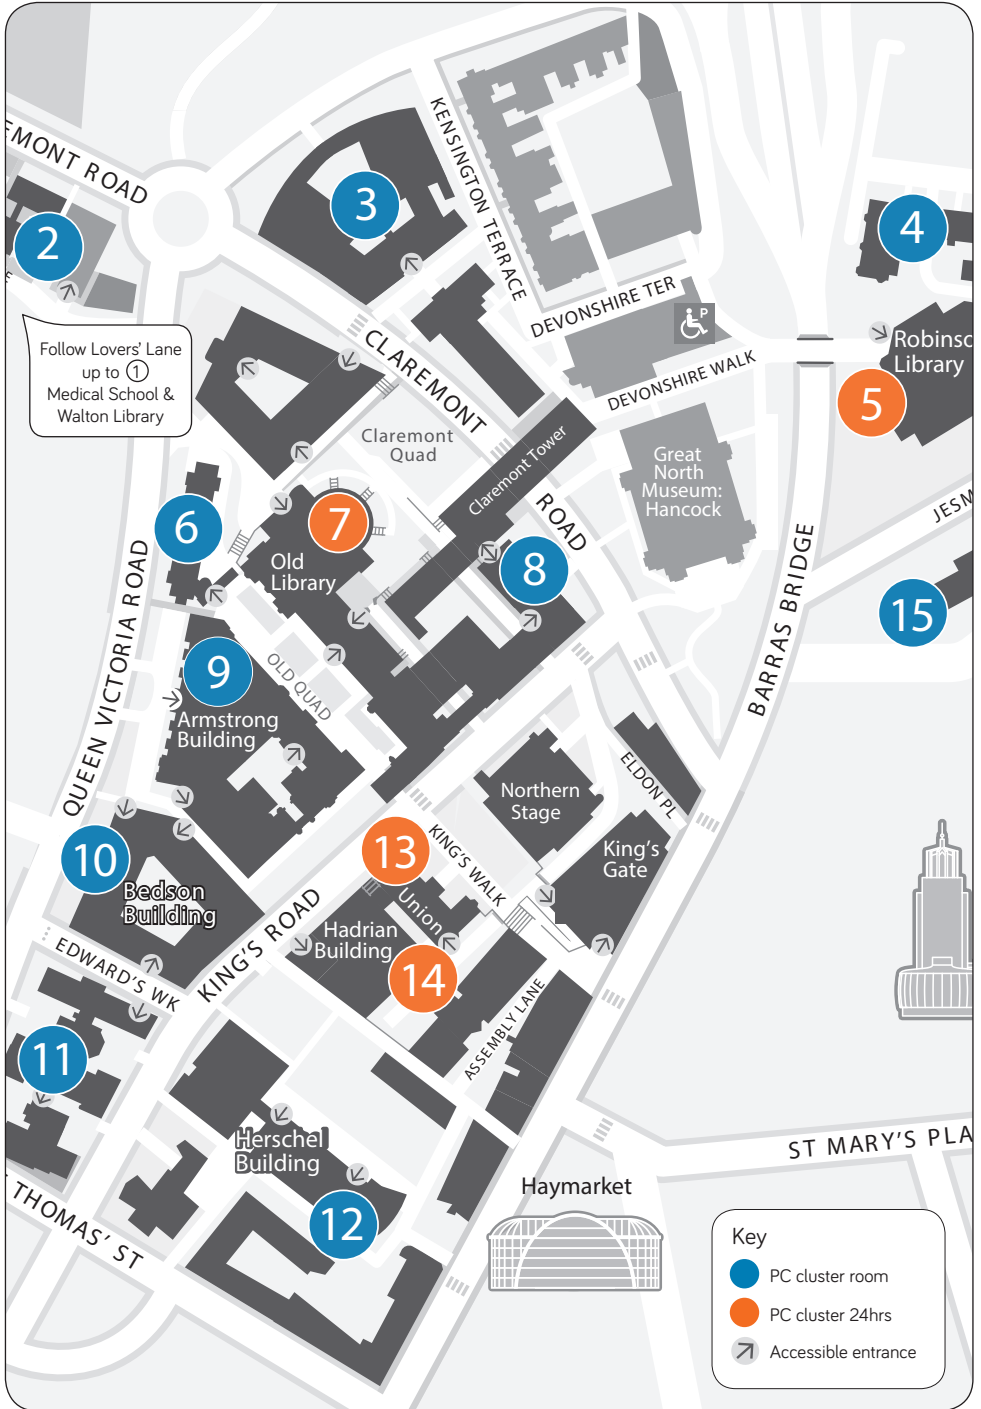 EMONT ROAD
KENSINGTON TERRACE
3
4
2
DEVONSHIRE TER
P
Robinsc
Library
Follow Lovers' Lane
up to 1
Medical School &
Walton Library
CLAREMONT
ROAD
DEVONSHIRE WALK
5
Claremont
Quad
Claremont Tower
Great
North
Museum:
Hancock
JESM
6
7
Old
Library
8
15
QUEEN VICTORIA ROAD
BARRAS BRIDGE
9
OLD QUAD
Armstrong
Building
ELDON PL
Northern
Stage
13
KING'S WALK
King's
Gate
10
Bedson
Building
Union
Hadrian
Building
KING'S ROAD
14
EDWARD'S WK
ASSEMBLY LANE
11
Herschel
Building
ST MARY'S PLA
THOMAS' ST
12
Haymarket
Key
PC cluster room
PC cluster 24hrs
Accessible entrance